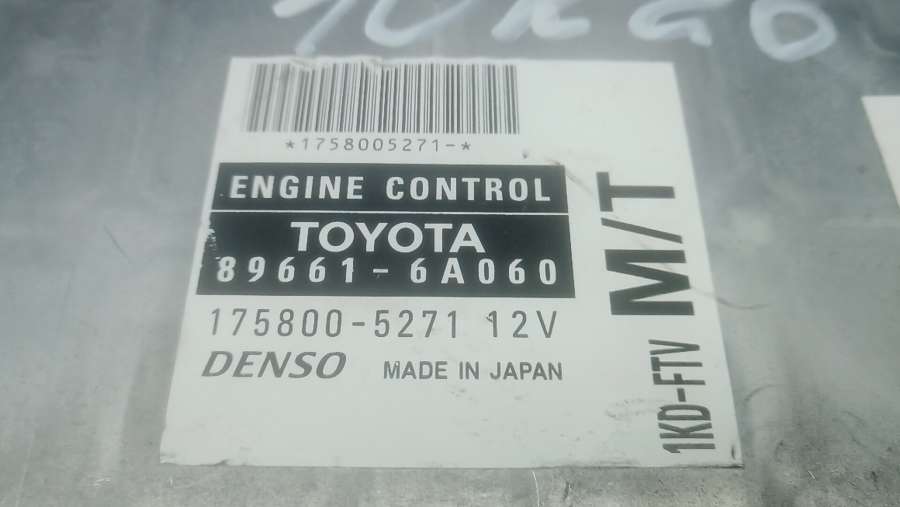 *1758005271-*
ENGINE CONTROL
TOYOTA
89661-6A060
175800-5271 12V
DENSO MADE IN JAPAN
M/T
1KD-FTV